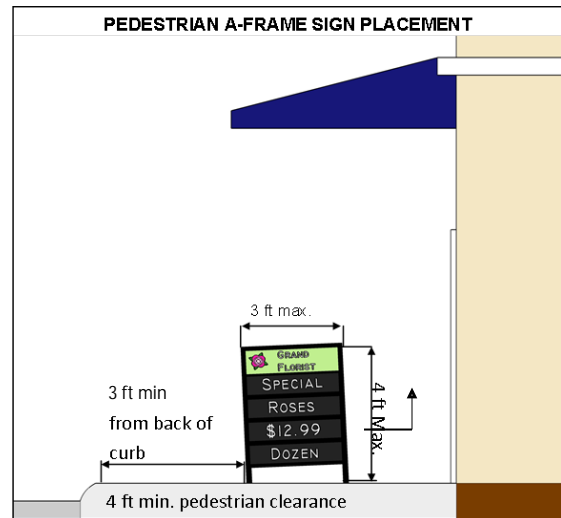 PEDESTRIAN A-FRAME SIGN PLACEMENT
3 ft max.
GRAND
FLORIST
SPECIAL
ROSES
$12.99
DOZEN
4 ft Max.
3 ft min
from back of
curb
4 ft min. pedestrian clearance